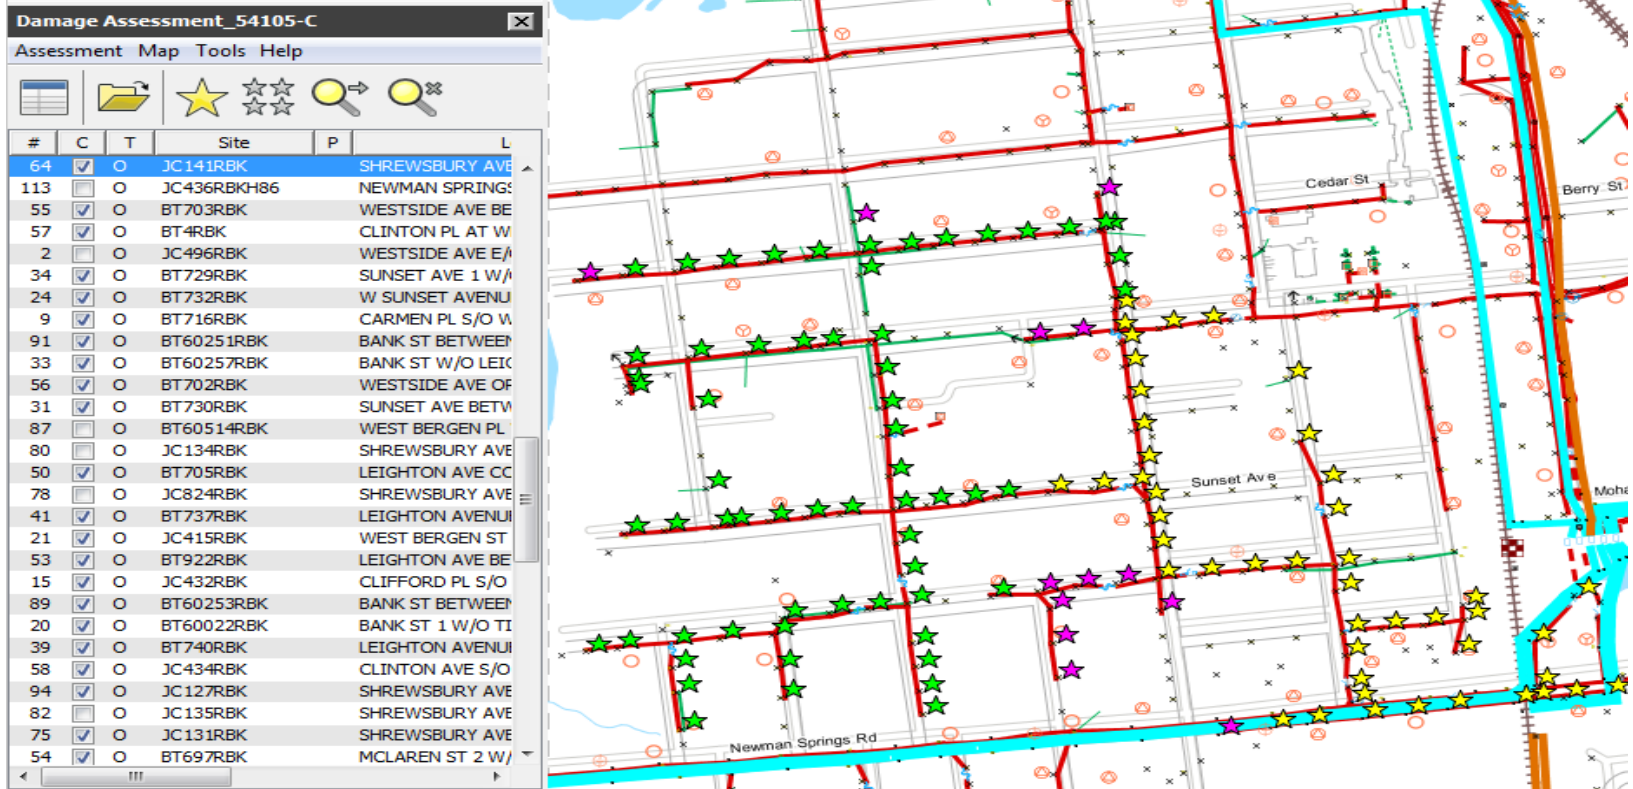 Damage Assessment_54105-C
Assessment Map Tools Help
# C T Site P L
64 O JC141RBK SHREWSBURY AVE
113 O JC436RBKH86 NEWMAN SPRINGS
55 O BT703RBK WESTSIDE AVE BE
57 O BT4RBK CLINTON PL AT W
2 O JC496RBK WESTSIDE AVE E/
34 O BT729RBK SUNSET AVE 1 W/
24 O BT732RBK W SUNSET AVENU
9 O BT716RBK CARMEN PL S/O W
91 O BT60251RBK BANK ST BETWEEN
33 O BT60257RBK BANK ST W/O LEIG
56 O BT702RBK WESTSIDE AVE OF
31 O BT730RBK SUNSET AVE BETW
87 O BT60514RBK WEST BERGEN PL
80 O JC134RBK SHREWSBURY AVE
50 O BT705RBK LEIGHTON AVE CO
78 O JC824RBK SHREWSBURY AVE
41 O BT737RBK LEIGHTON AVENU
21 O JC415RBK WEST BERGEN ST
53 O BT922RBK LEIGHTON AVE BE
15 O JC432RBK CLIFFORD PL S/O
89 O BT60253RBK BANK ST BETWEEN
20 O BT60022RBK BANK ST 1 W/O TI
39 O BT740RBK LEIGHTON AVENU
58 O JC434RBK CLINTON AVE S/O
94 O JC127RBK SHREWSBURY AVE
82 O JC135RBK SHREWSBURY AVE
75 O JC131RBK SHREWSBURY AVE
54 O BT697RBK MCLAREN ST 2 W/
Cedar St
Berry St
Sunset Ave
Moha
Newman Springs Rd